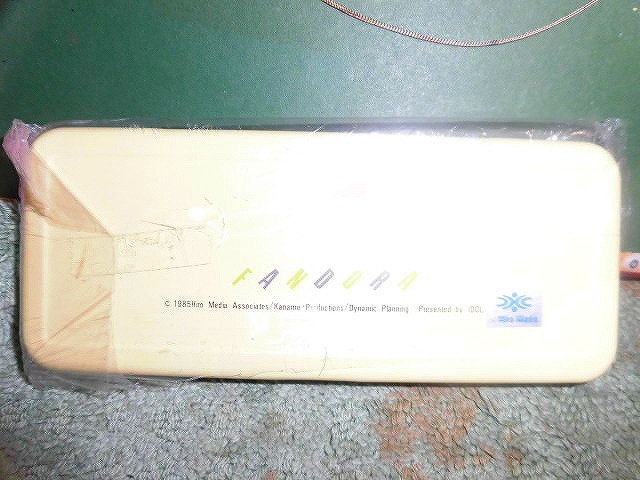 FANDORA
© 1985Hiro Media Associates/Kaname Productions/Dynamic Planning Presented by IDOL
Hiro Media